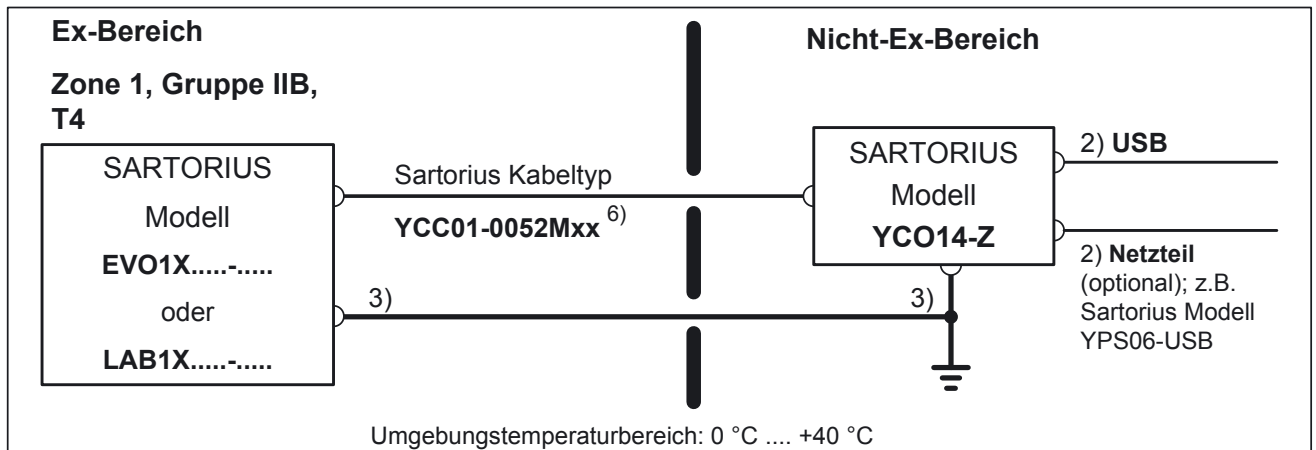 Ex-Bereich
Zone 1, Gruppe IIB,
T4
SARTORIUS
Modell
EVO1X.....-.....
oder
LAB1X.....-.....
Sartorius Kabeltyp
YCC01-0052Mxx 6)
3)
3)
Nicht-Ex-Bereich
SARTORIUS
Modell
YCO14-Z
2) USB
2) Netzteil
(optional); z.B.
Sartorius Modell
YPS06-USB
Umgebungstemperaturbereich: 0 °C .... +40 °C